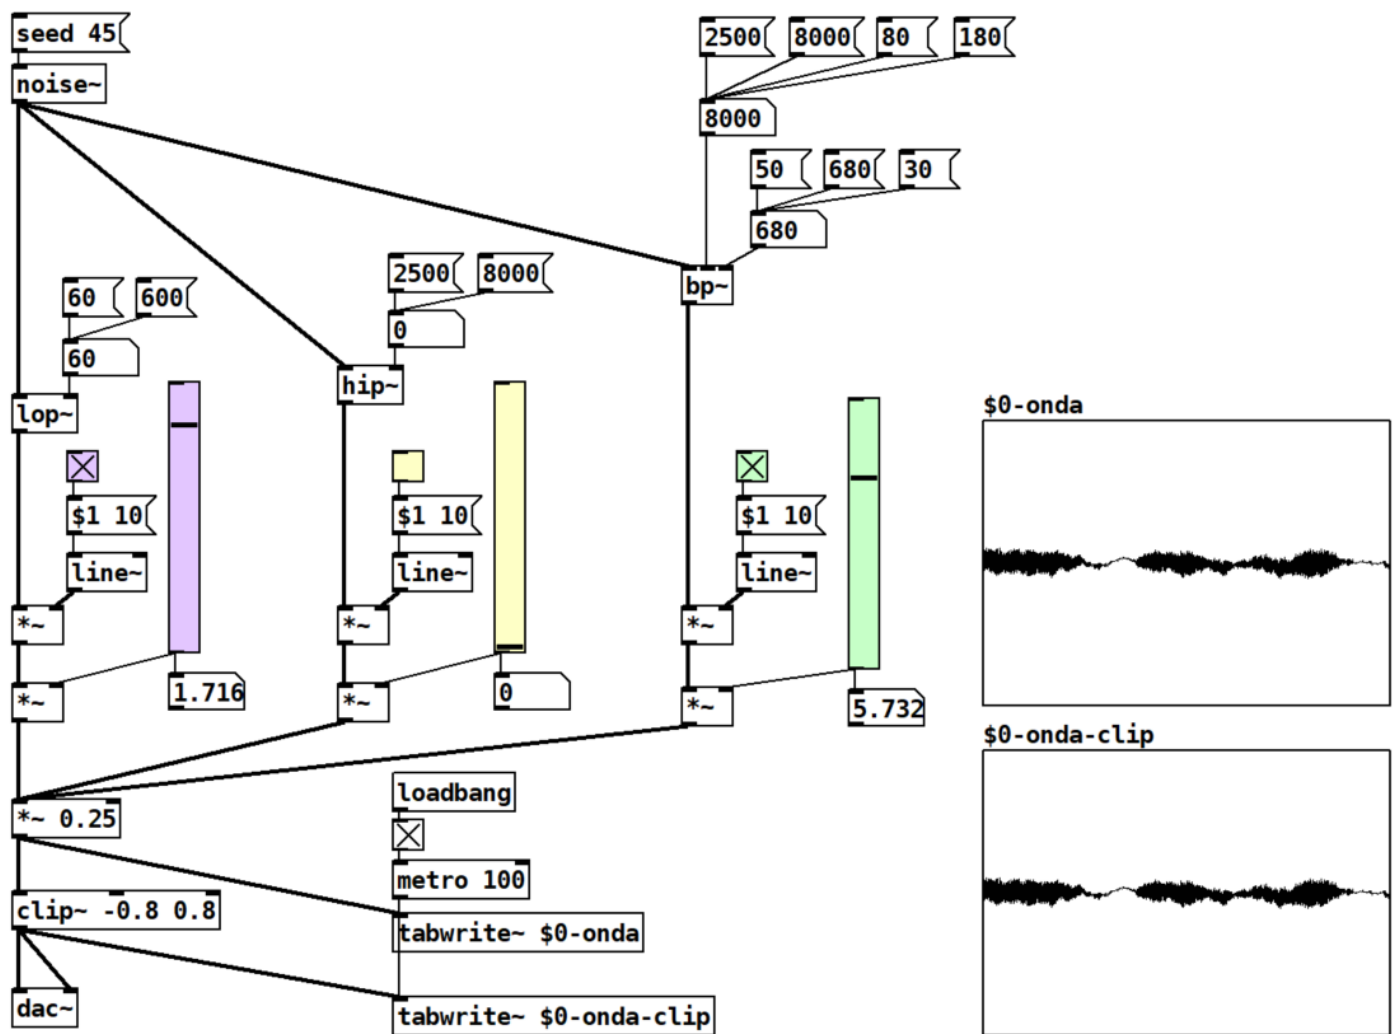 seed 45
noise~
2500 8000 80 180
8000
50 680 30
680
bp~
2500 8000
0
hip~
60 600
60
lop~
$0-onda
$1 10 $1 10 $1 10
line~ line~ line~
*~ *~ *~
*~ 1.716 *~ 0 *~ 5.732
$0-onda-clip
loadbang
*~ 0.25
metro 100
clip~ -0.8 0.8
tabwrite~ $0-onda
dac~
tabwrite~ $0-onda-clip